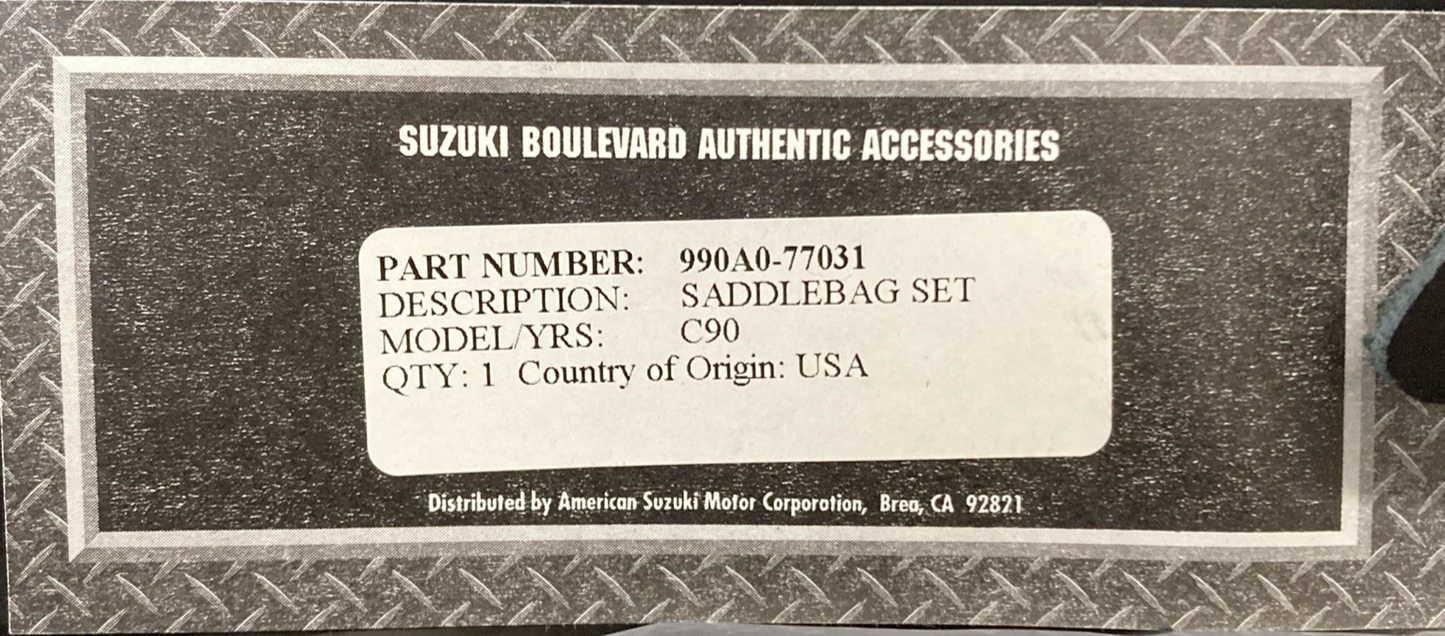 SUZUKI BOULEVARD AUTHENTIC ACCESSORIES
PART NUMBER: 990A0-77031
DESCRIPTION: SADDLEBAG SET
MODEL/YRS: C90
QTY: 1 Country of Origin: USA
Distributed by American Suzuki Motor Corporation, Brea, CA 92821